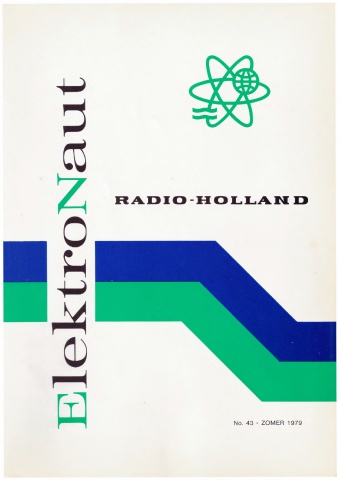 ElektroNaut
RADIO-HOLLAND
No. 43 - ZOMER 1979